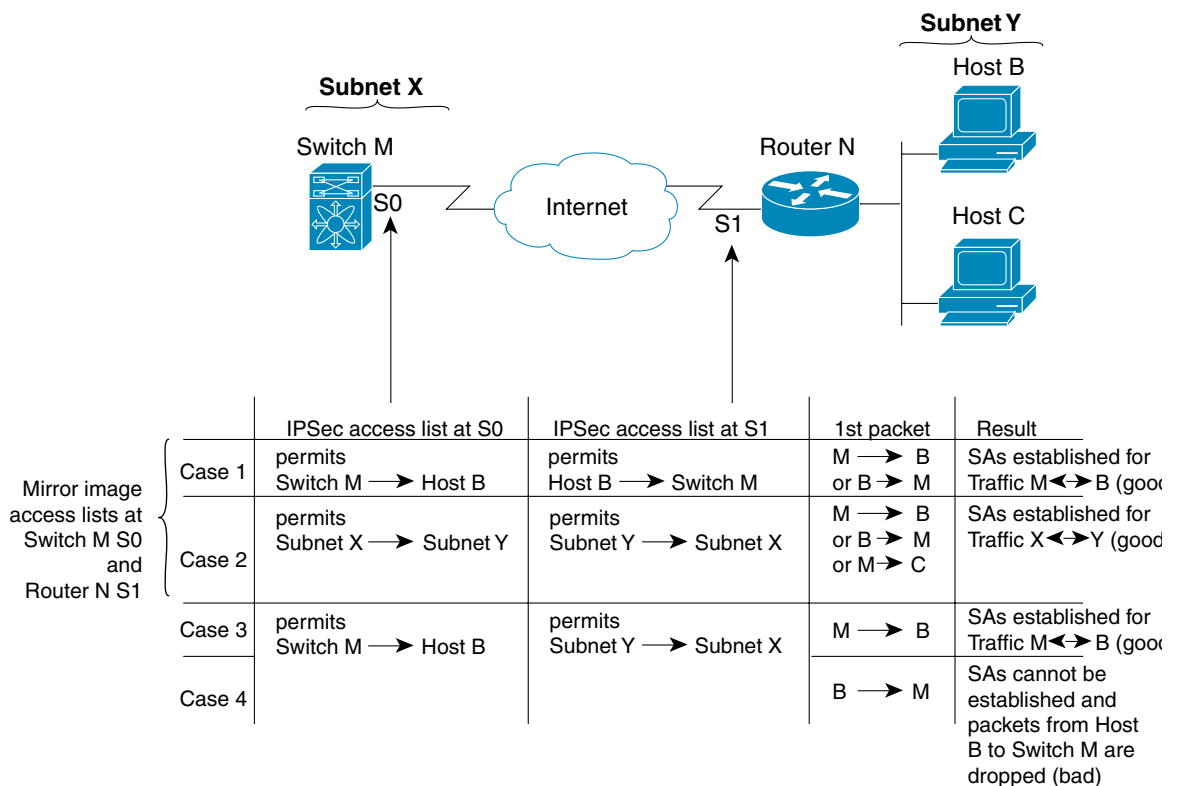 Subnet Y
Host B
Subnet X
Switch M
Router N
S0
Internet
S1
Host C
IPSec access list at S0
IPSec access list at S1
1st packet
Result
Mirror image
access lists at
Switch M S0
and
Router N S1
Case 1
permits
Switch M → Host B
permits
Host B → Switch M
M → B
or B → M
SAs established for
Traffic M ↔ B (good
Case 2
permits
Subnet X → Subnet Y
permits
Subnet Y → Subnet X
M → B
or B → M
or M → C
SAs established for
Traffic X ↔ Y (good
Case 3
permits
Switch M → Host B
permits
Subnet Y → Subnet X
M → B
SAs established for
Traffic M ↔ B (good
Case 4
B → M
SAs cannot be
established and
packets from Host
B to Switch M are
dropped (bad)